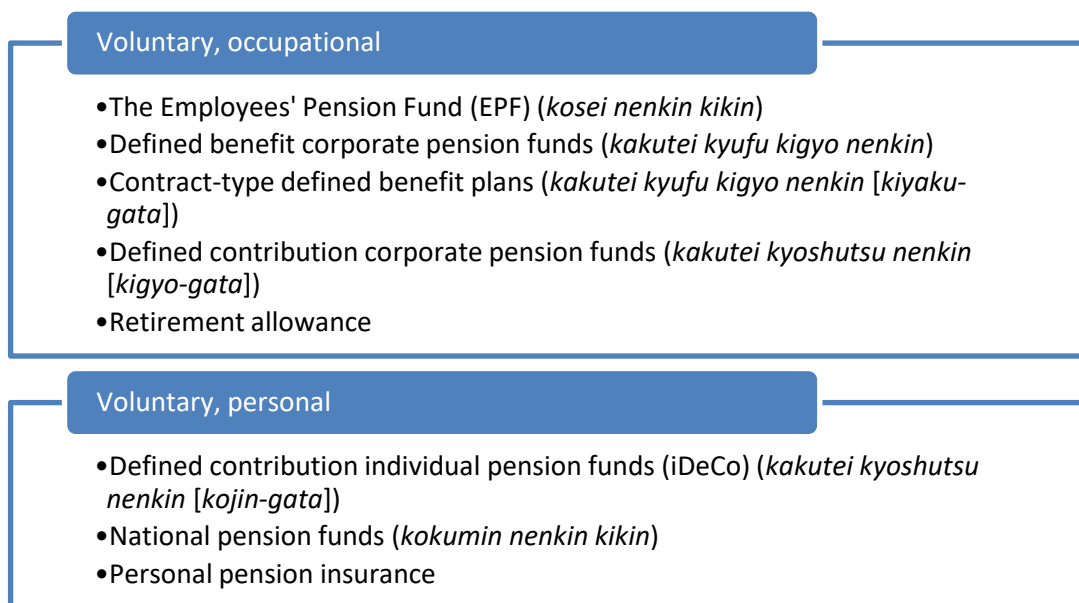 Voluntary, occupational
•The Employees' Pension Fund (EPF) (kosei nenkin kikin)
•Defined benefit corporate pension funds (kakutei kyufu kigyo nenkin)
•Contract-type defined benefit plans (kakutei kyufu kigyo nenkin [kiyaku-
gata])
•Defined contribution corporate pension funds (kakutei kyoshutsu nenkin
[kigyo-gata])
•Retirement allowance
Voluntary, personal
•Defined contribution individual pension funds (iDeCo) (kakutei kyoshutsu
nenkin [kojin-gata])
•National pension funds (kokumin nenkin kikin)
•Personal pension insurance